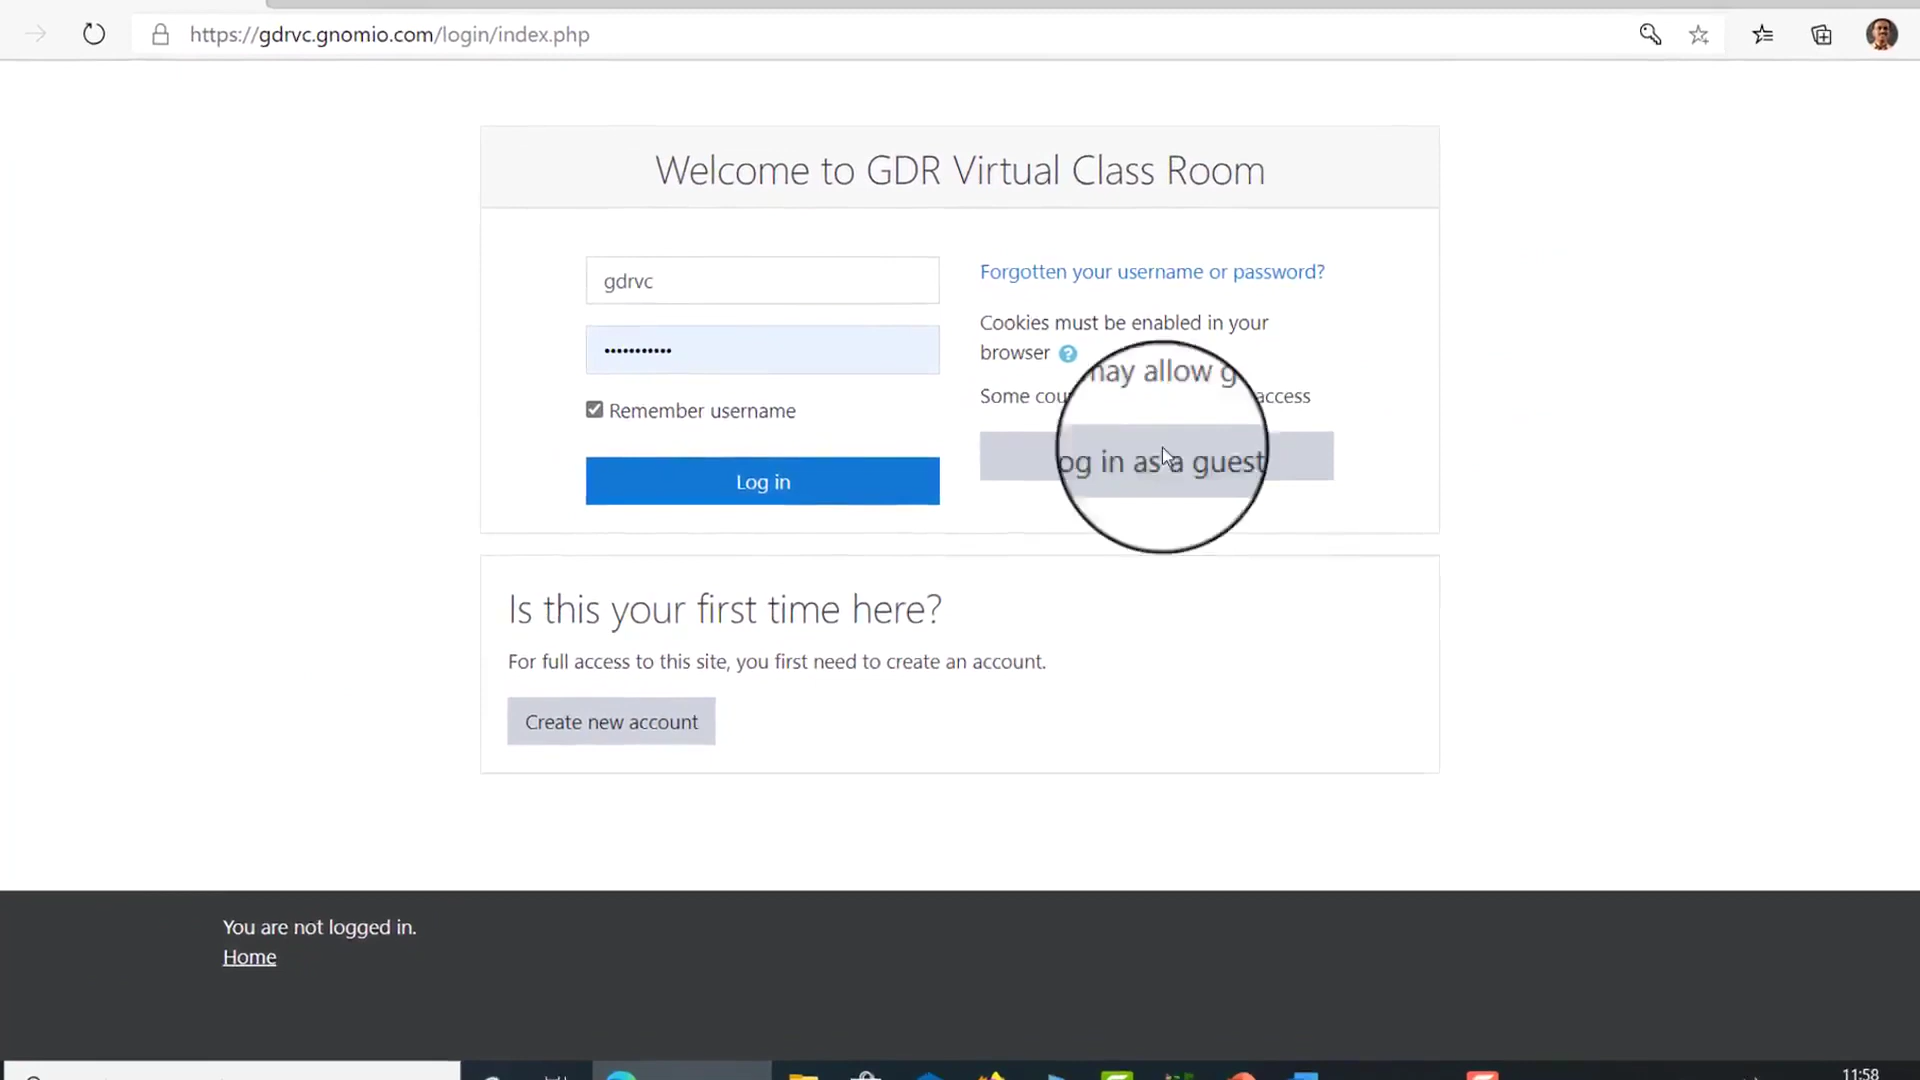 https://gdrvc.gnomio.com/login/index.php
Welcome to GDR Virtual Class Room
gdrvc
Forgotten your username or password?
Cookies must be enabled in your
browser ?
Some may allow access
Remember username
in as a guest
Log in
Is this your first time here?
For full access to this site, you first need to create an account.
Create new account
You are not logged in.
Home
11:58